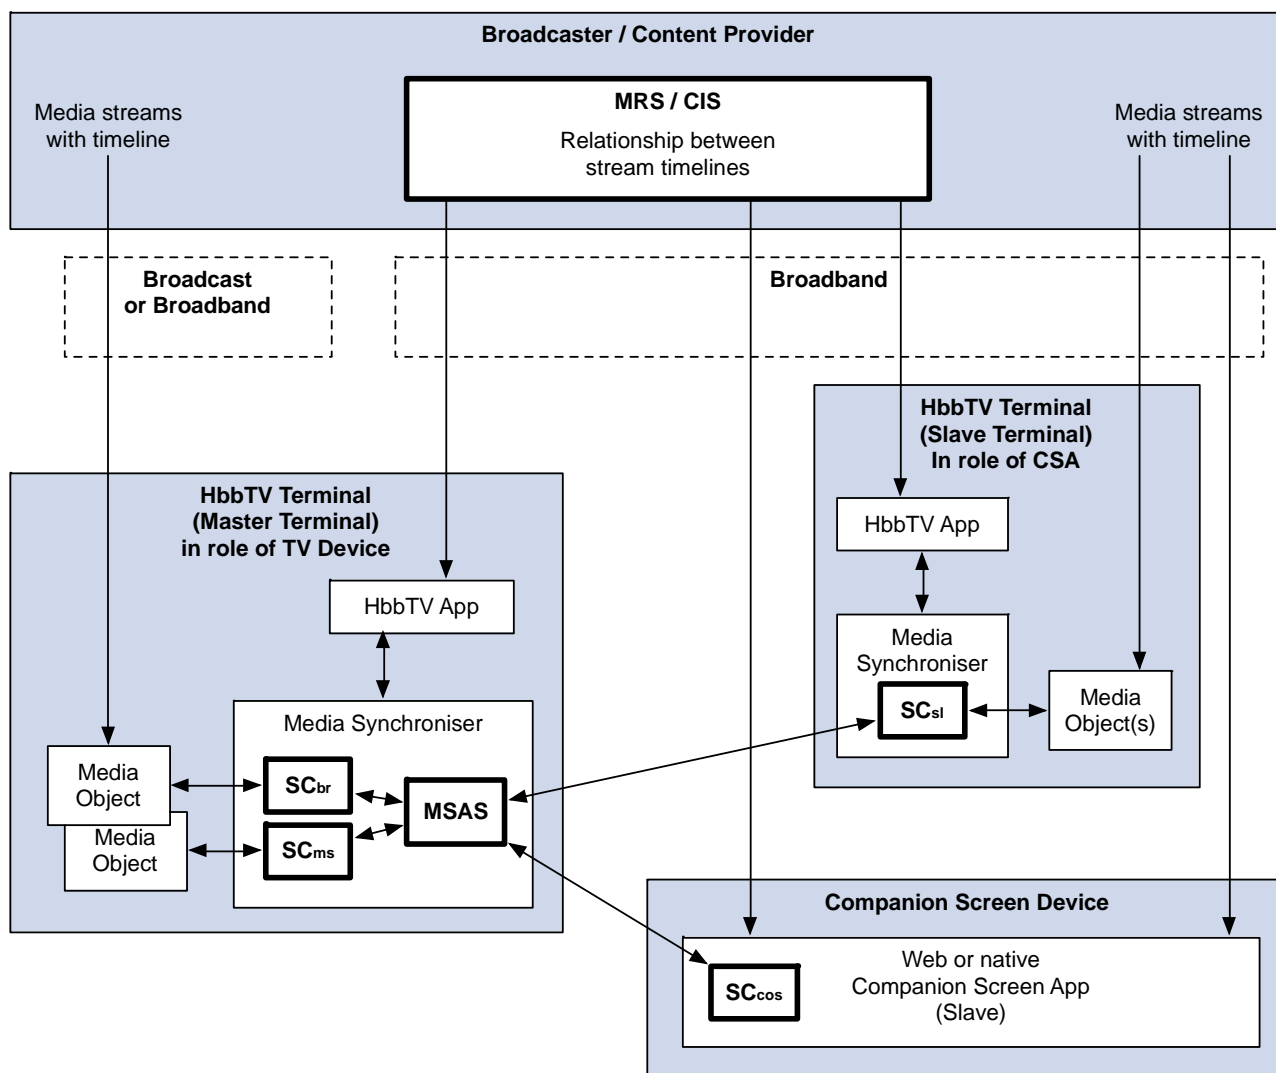 Broadcaster / Content Provider
MRS / CIS
Relationship between
stream timelines
Media streams
with timeline
Media streams
with timeline
Broadcast
or Broadband
Broadband
HbbTV Terminal
(Slave Terminal)
In role of CSA
HbbTV App
Media
Synchroniser
SCsl
Media
Object(s)
HbbTV Terminal
(Master Terminal)
in role of TV Device
HbbTV App
Media Synchroniser
Media
Object
SCbr
MSAS
Media
Object
SCms
Companion Screen Device
Web or native
Companion Screen App
(Slave)
SCcos